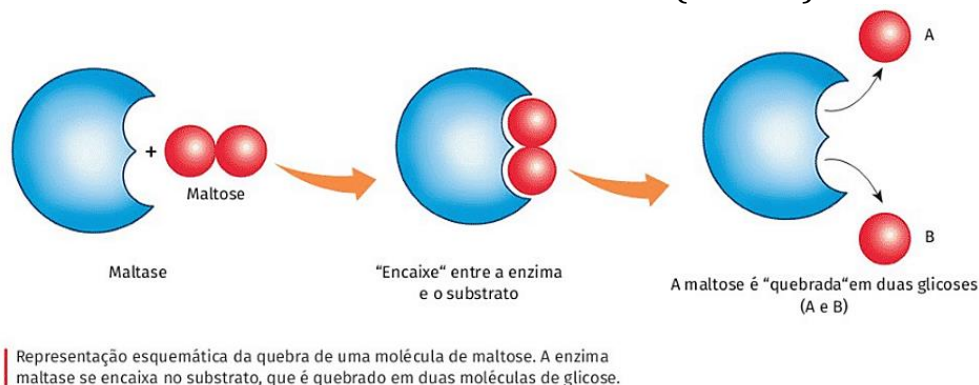 A
+
Maltose
B
Maltase
"Encaixe" entre a enzima
e o substrato
A maltose é "quebrada"em duas glicoses
(A e B)
Representação esquemática da quebra de uma molécula de maltose. A enzima
maltase se encaixa no substrato, que é quebrado em duas moléculas de glicose.